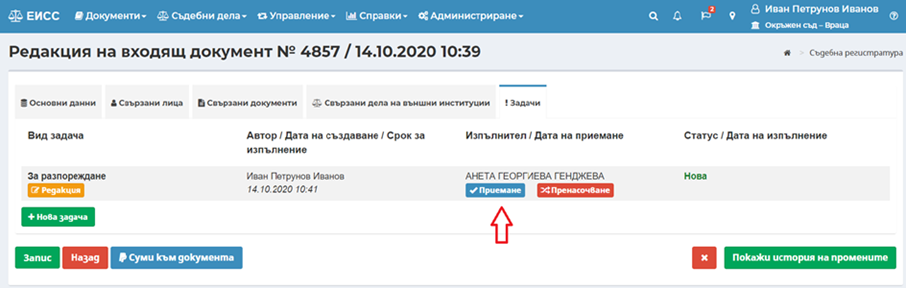 ЕИСС Документи Съдебни дела Управление Справки Администриране 2 Иван Петрунов Иванов
Окръжен съд – Враца
Редакция на входящ документ № 4857 / 14.10.2020 10:39
> Съдебна регистратура
Основни данни Свързани лица Свързани документи Свързани дела на външни институции ! Задачи
Вид задача Автор / Дата на създаване / Срок за изпълнение Изпълнител / Дата на приемане Статус / Дата на изпълнение
За разпореждане Иван Петрунов Иванов АНЕТА ГЕОРГИЕВА ГЕНДЖЕВА Нова
Редакция 14.10.2020 10:41 Приемане Пренасочване
+ Нова задача
Запис Назад Суми към документа × Покажи история на промените